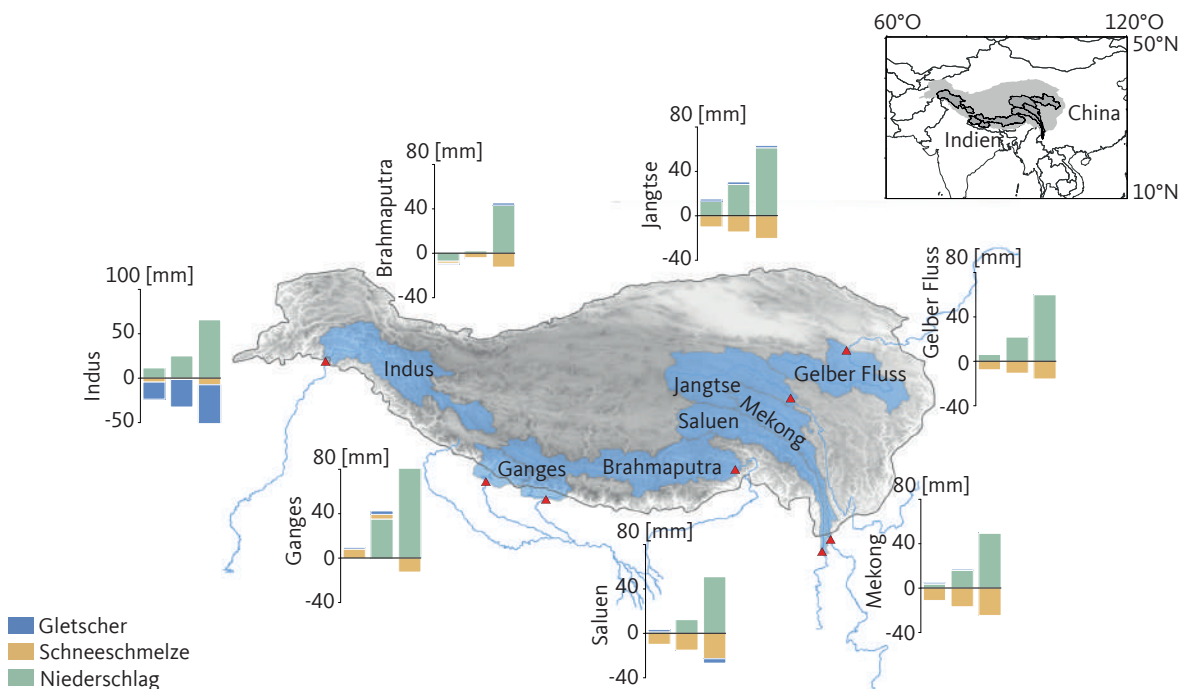 60°O
120°O
50°N
China
Indien
10°N
80 [mm]
40
0
-40
Jangtse
80 [mm]
40
0
-40
Brahmaputra
80 [mm]
40
0
-40
Gelber Fluss
100 [mm]
50
0
-50
Indus
Indus
Jangtse
Gelber Fluss
Mekong
Saluen
Ganges
Brahmaputra
80 [mm]
40
0
-40
Ganges
80 [mm]
40
0
-40
Saluen
80 [mm]
40
0
-40
Mekong
Gletscher
Schneeschmelze
Niederschlag